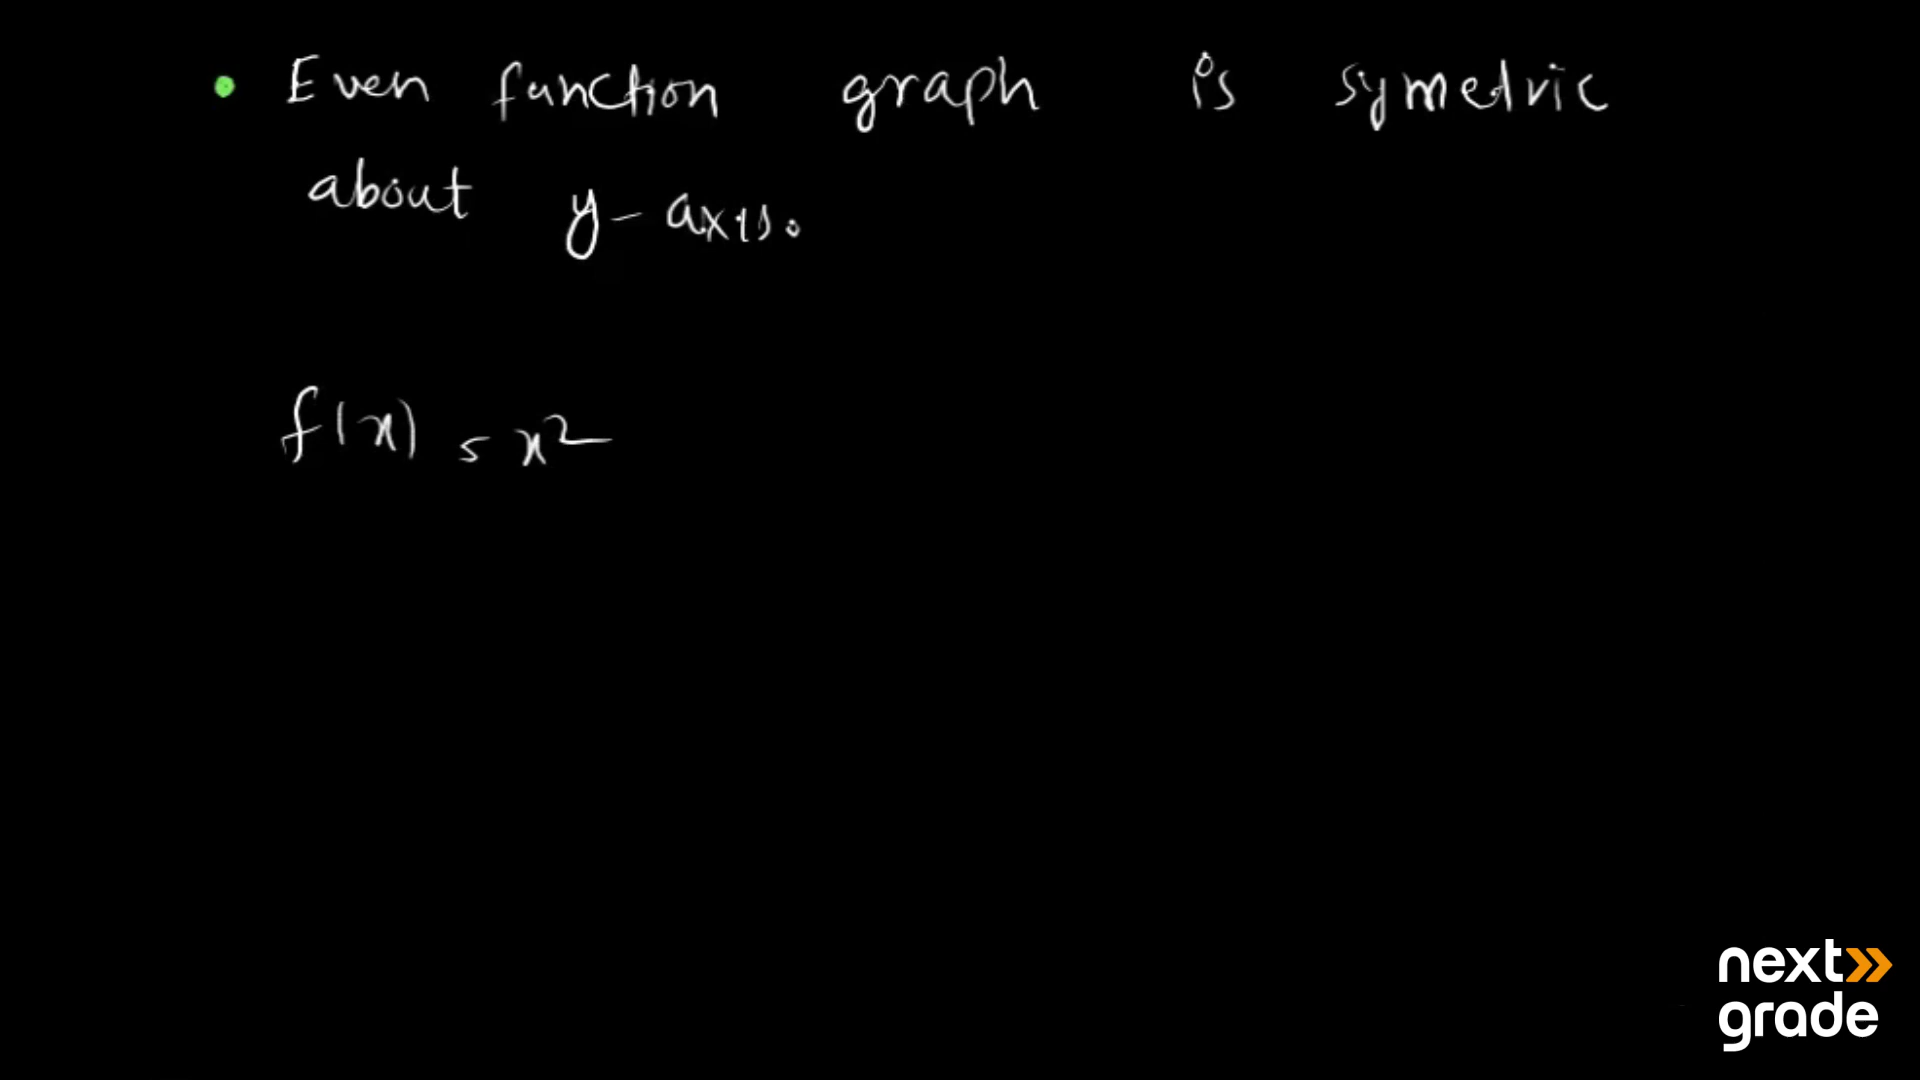 • Even function graph is symetric
about y-axis.
f(x) = x²
next
grade